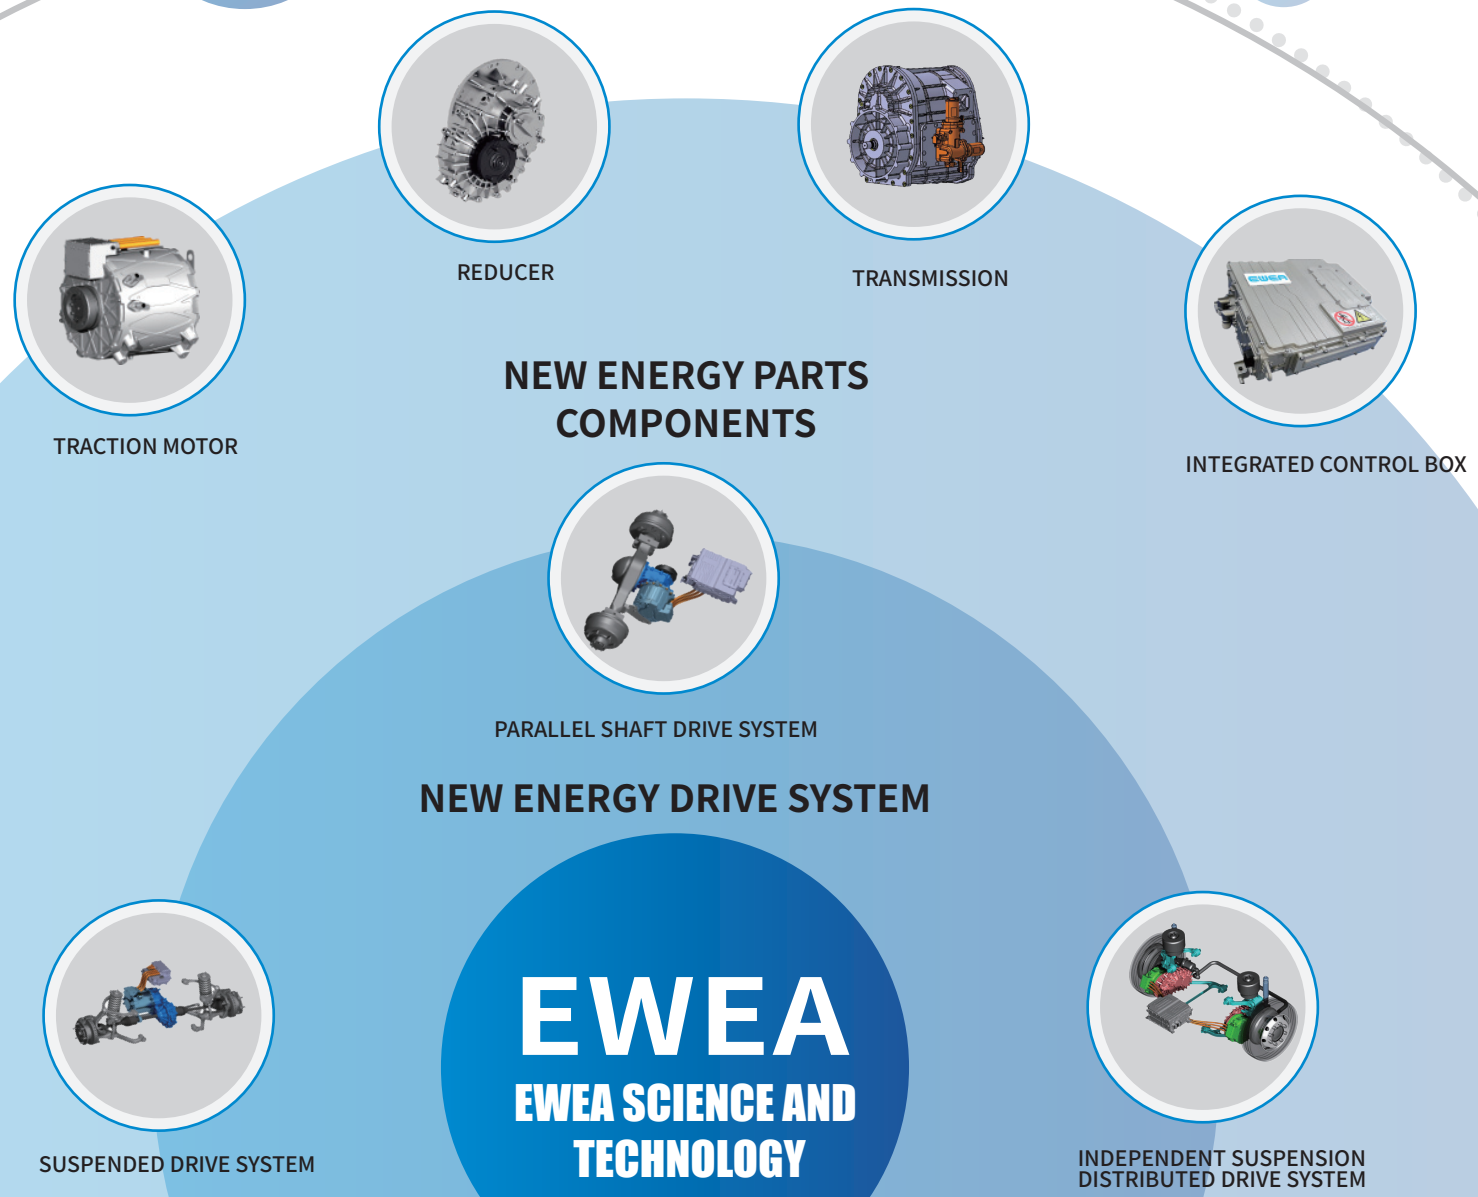 REDUCER
TRANSMISSION
EWEA
NEW ENERGY PARTS
COMPONENTS
TRACTION MOTOR
INTEGRATED CONTROL BOX
PARALLEL SHAFT DRIVE SYSTEM
NEW ENERGY DRIVE SYSTEM
EWEA
EWEA SCIENCE AND
TECHNOLOGY
SUSPENDED DRIVE SYSTEM
INDEPENDENT SUSPENSION
DISTRIBUTED DRIVE SYSTEM